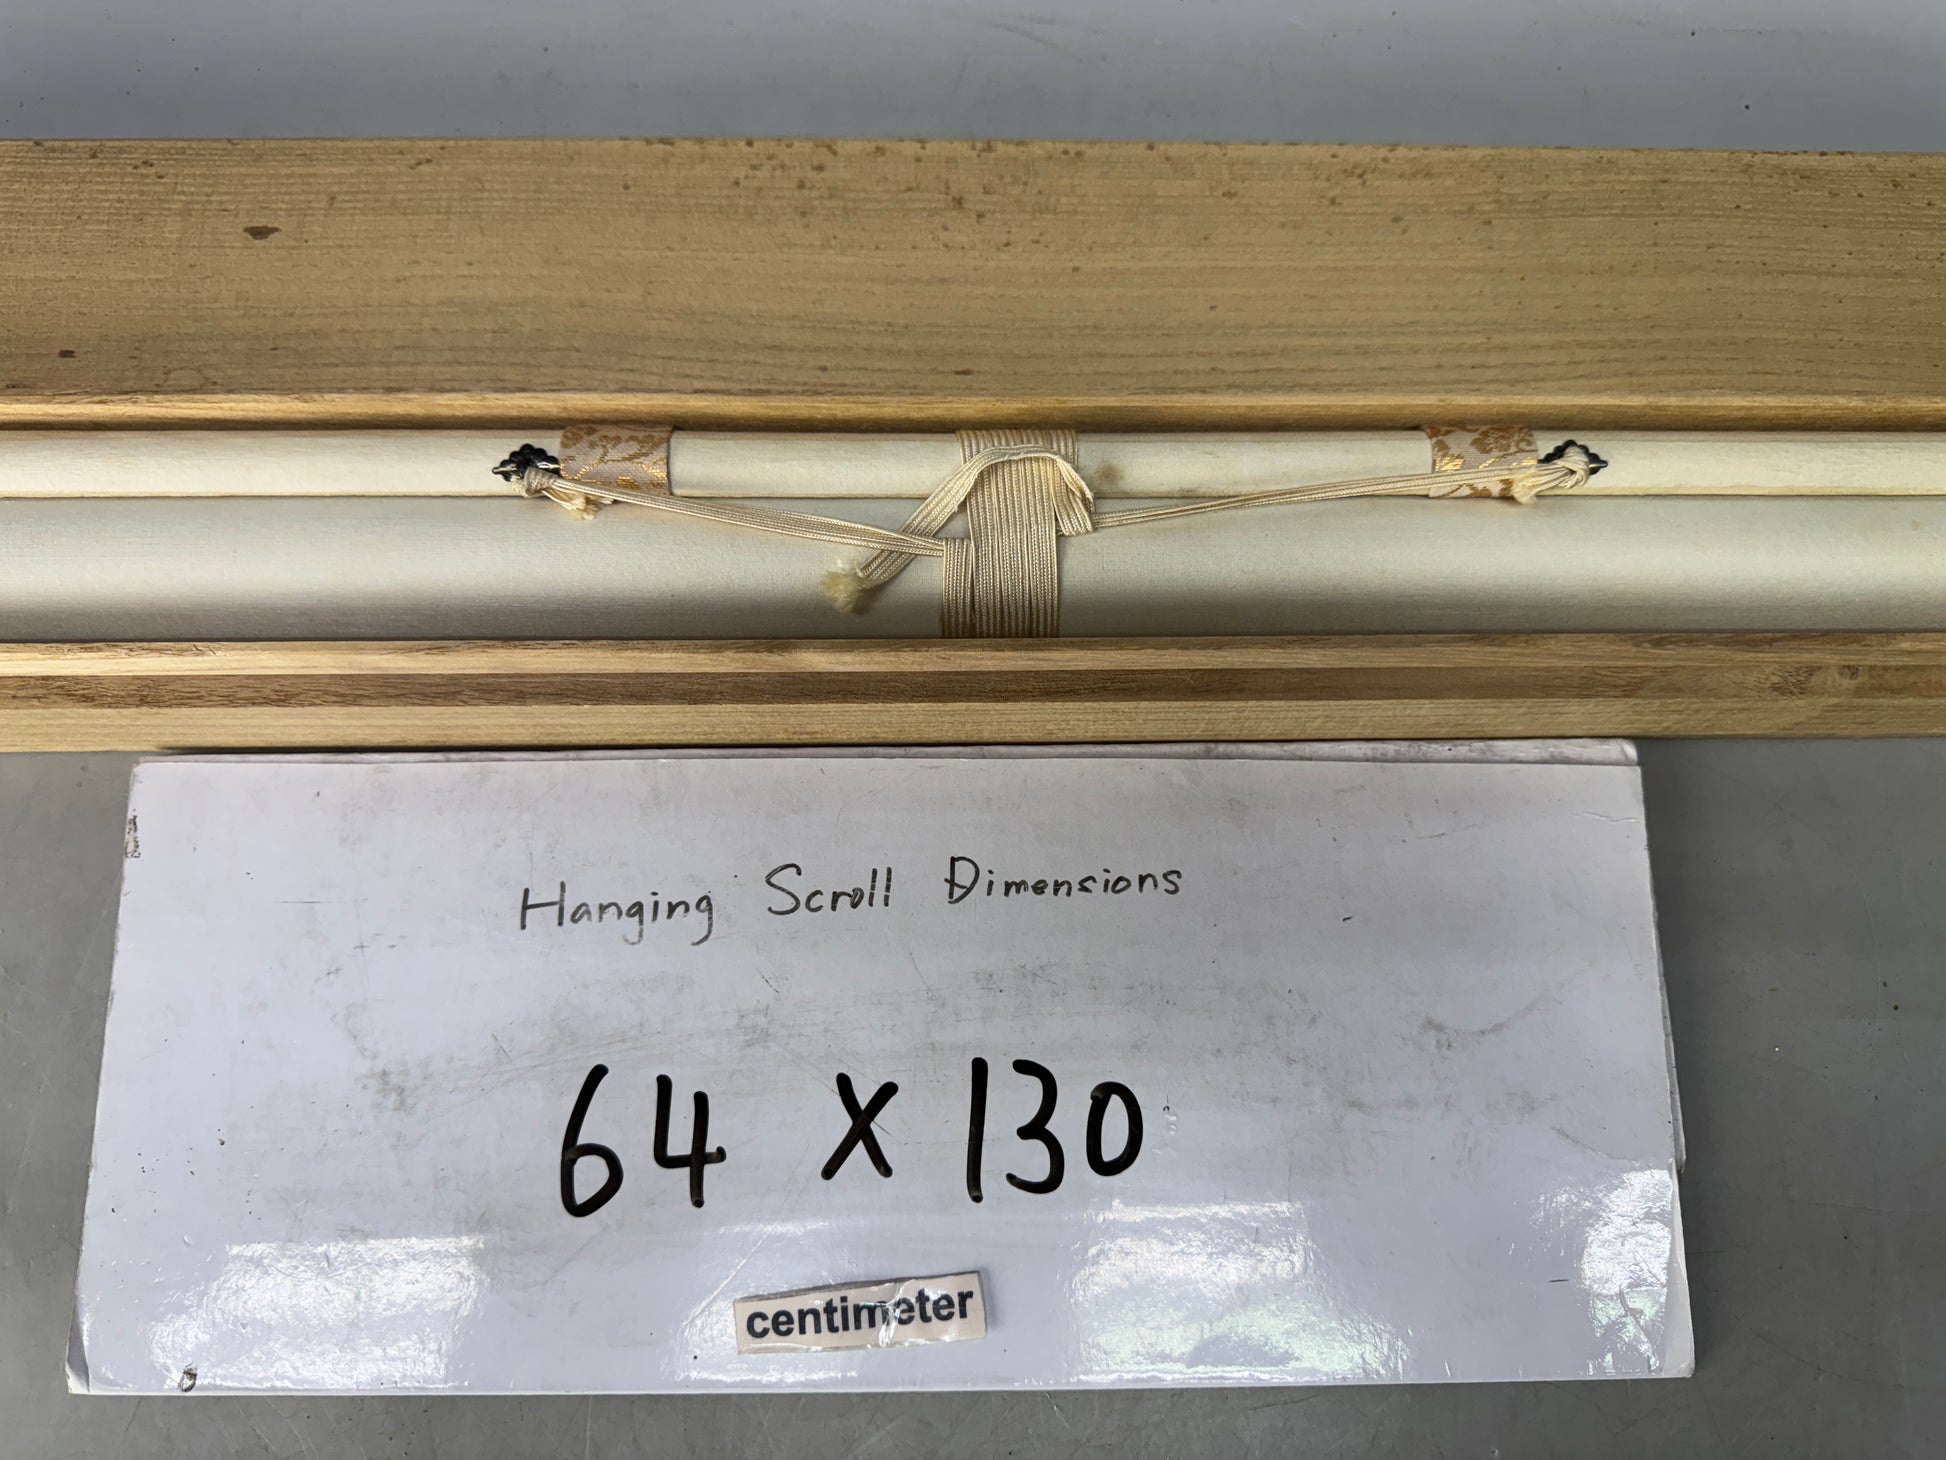 Hanging Scroll Dimensions
64 x 130
centimeter